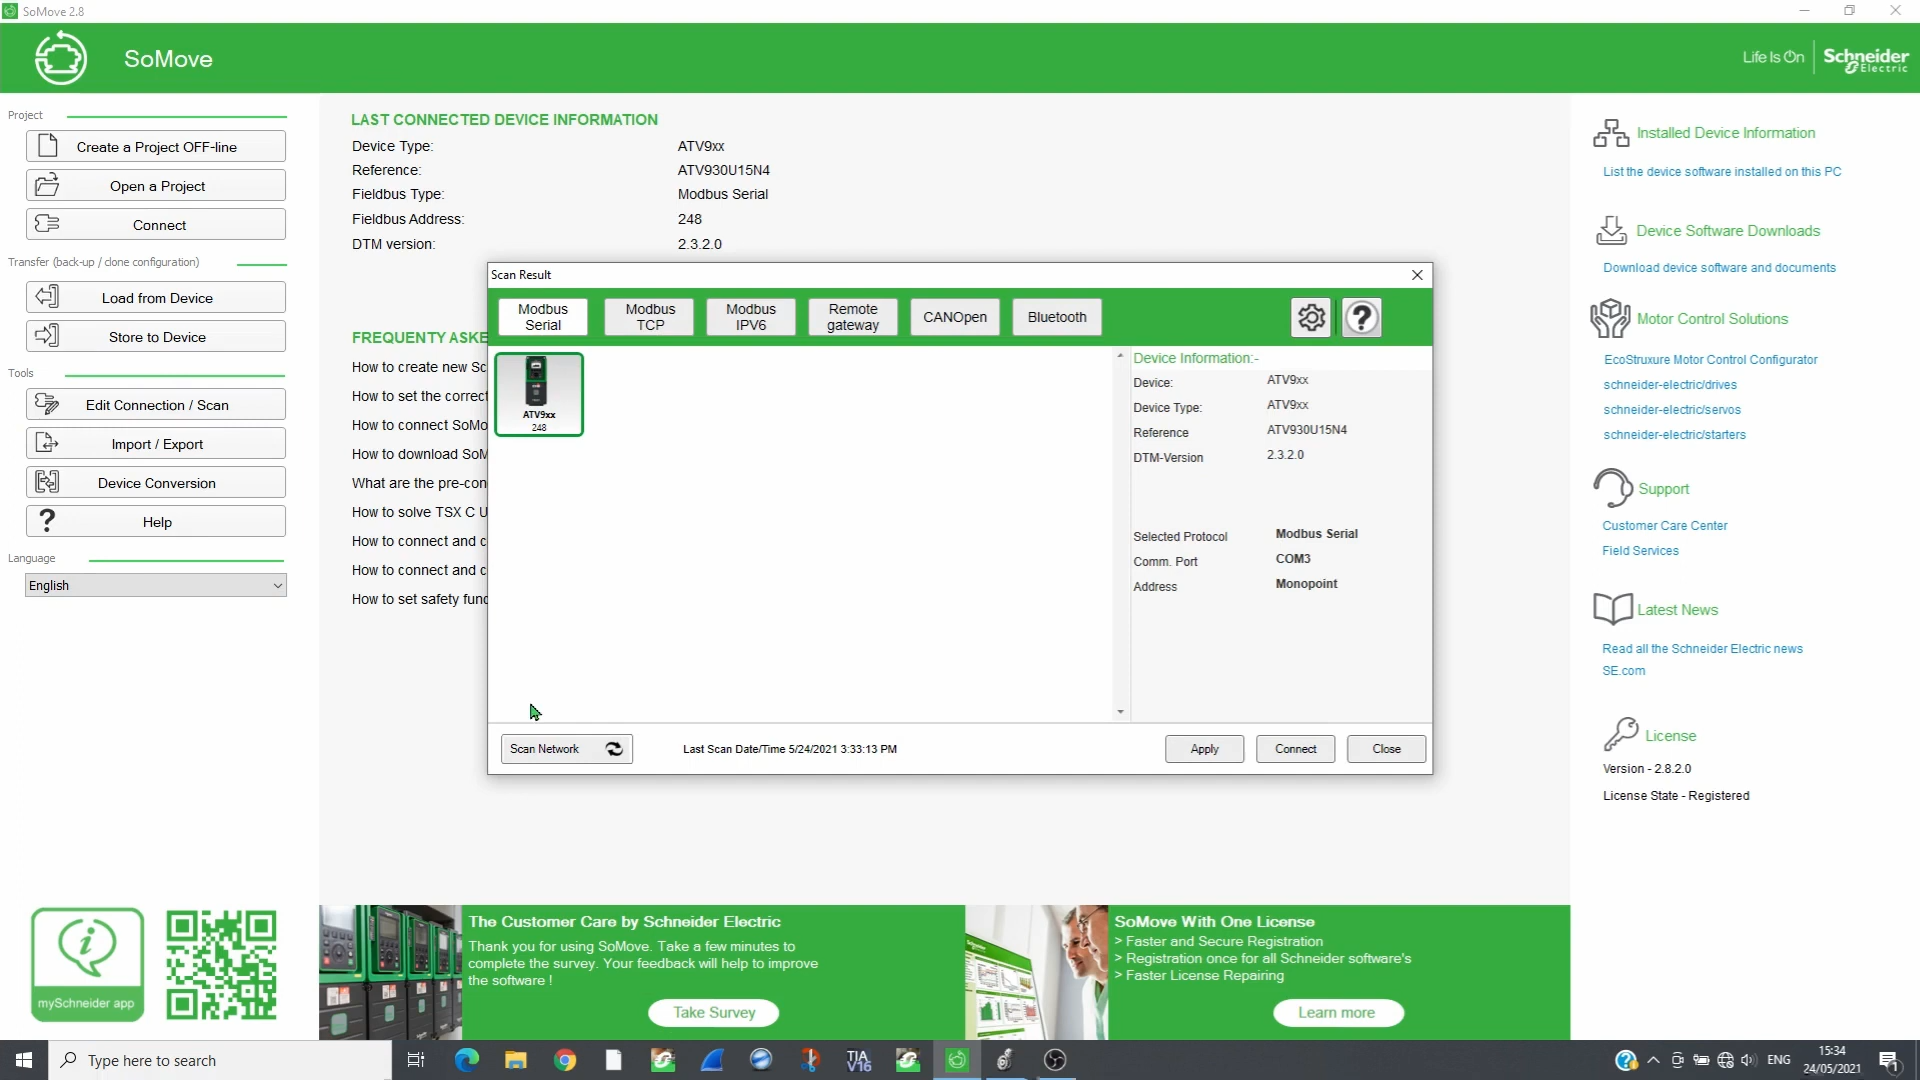 SoMove 2.8
SoMove
Life Is On
Schneider
Electric
Project
Create a Project OFF-line
Open a Project
Connect
Transfer (back-up / clone configuration)
Load from Device
Store to Device
Tools
Edit Connection / Scan
Import / Export
Device Conversion
Help
Language
English
mySchneider app
LAST CONNECTED DEVICE INFORMATION
Device Type: ATV9xx
Reference: ATV930U15N4
Fieldbus Type: Modbus Serial
Fieldbus Address: 248
DTM version: 2.3.2.0
FREQUENTY ASKE
How to create new Sc
How to set the correct
How to connect SoMo
How to download SoM
What are the pre-con
How to solve TSX C U
How to connect and c
How to connect and c
How to set safety func
Scan Result
Modbus
Serial
Modbus
TCP
Modbus
IPV6
Remote
gateway
CANOpen
Bluetooth
ATV9xx
248
Device Information:-
Device: ATV9xx
Device Type: ATV9xx
Reference ATV930U15N4
DTM-Version 2.3.2.0
Selected Protocol Modbus Serial
Comm. Port COM3
Address Monopoint
Scan Network
Last Scan Date/Time 5/24/2021 3:33:13 PM
Apply
Connect
Close
Installed Device Information
List the device software installed on this PC
Device Software Downloads
Download device software and documents
Motor Control Solutions
EcoStruxure Motor Control Configurator
schneider-electric/drives
schneider-electric/servos
schneider-electric/starters
Support
Customer Care Center
Field Services
Latest News
Read all the Schneider Electric news
SE.com
License
Version - 2.8.2.0
License State - Registered
The Customer Care by Schneider Electric
Thank you for using SoMove. Take a few minutes to
complete the survey. Your feedback will help to improve
the software !
Take Survey
SoMove With One License
> Faster and Secure Registration
> Registration once for all Schneider software's
> Faster License Repairing
Learn more
Type here to search
TIA
V16
ENG
15:34
24/05/2021
1